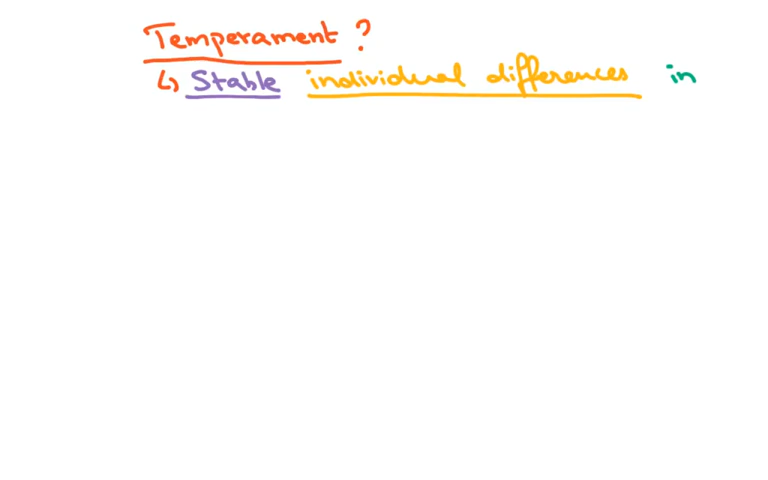 Temperament ?
↳ Stable individual differences in